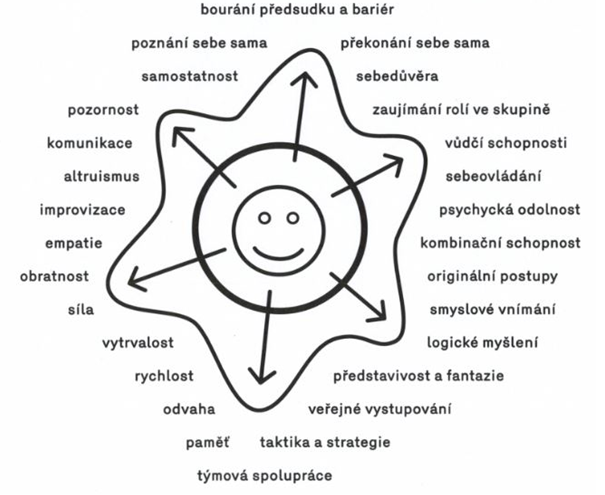 bourání předsudku a bariér
poznání sebe sama překonání sebe sama
samostatnost sebedůvěra
pozornost zaujímání rolí ve skupině
komunikace vůdčí schopnosti
altruismus sebeovládání
improvizace psychycká odolnost
empatie kombinační schopnost
obratnost originální postupy
síla smyslové vnímání
vytrvalost logické myšlení
rychlost představivost a fantazie
odvaha veřejné vystupování
paměť taktika a strategie
týmová spolupráce